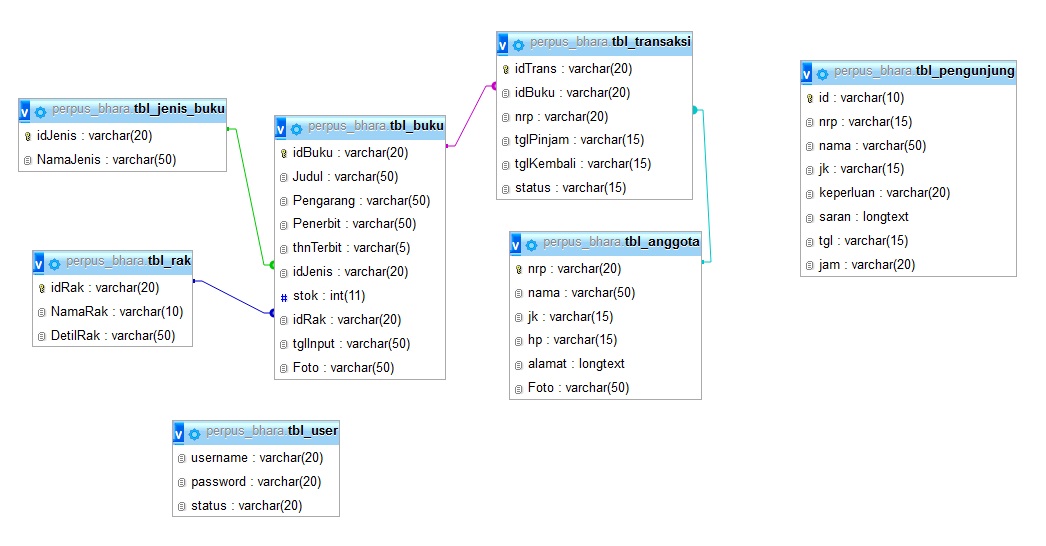 perpus_bhara.tbl_jenis_buku
idJenis : varchar(20)
NamaJenis : varchar(50)
perpus_bhara.tbl_rak
idRak : varchar(20)
NamaRak : varchar(10)
DetilRak : varchar(50)
perpus_bhara.tbl_buku
idBuku : varchar(20)
Judul : varchar(50)
Pengarang : varchar(50)
Penerbit : varchar(50)
thnTerbit : varchar(5)
idJenis : varchar(20)
# stok : int(11)
idRak : varchar(20)
tglInput : varchar(50)
Foto : varchar(50)
perpus_bhara.tbl_transaksi
idTrans : varchar(20)
idBuku : varchar(20)
nrp : varchar(20)
tglPinjam : varchar(15)
tglKembali : varchar(15)
status : varchar(15)
perpus_bhara.tbl_anggota
nrp : varchar(20)
nama : varchar(50)
jk : varchar(15)
hp : varchar(15)
alamat : longtext
Foto : varchar(50)
perpus_bhara.tbl_pengunjung
id : varchar(10)
nrp : varchar(15)
nama : varchar(50)
jk : varchar(15)
keperluan : varchar(20)
saran : longtext
tgl : varchar(15)
jam : varchar(20)
perpus_bhara.tbl_user
username : varchar(20)
password : varchar(20)
status : varchar(20)